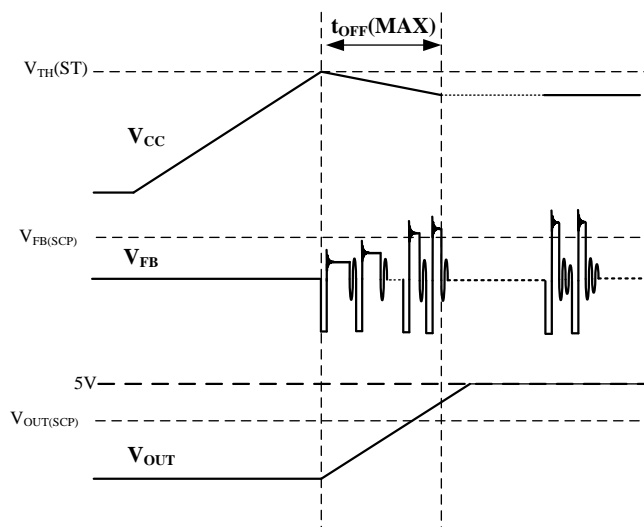 tOFF(MAX)
VTH(ST)
VCC
VFB(SCP)
VFB
5V
VOUT(SCP)
VOUT